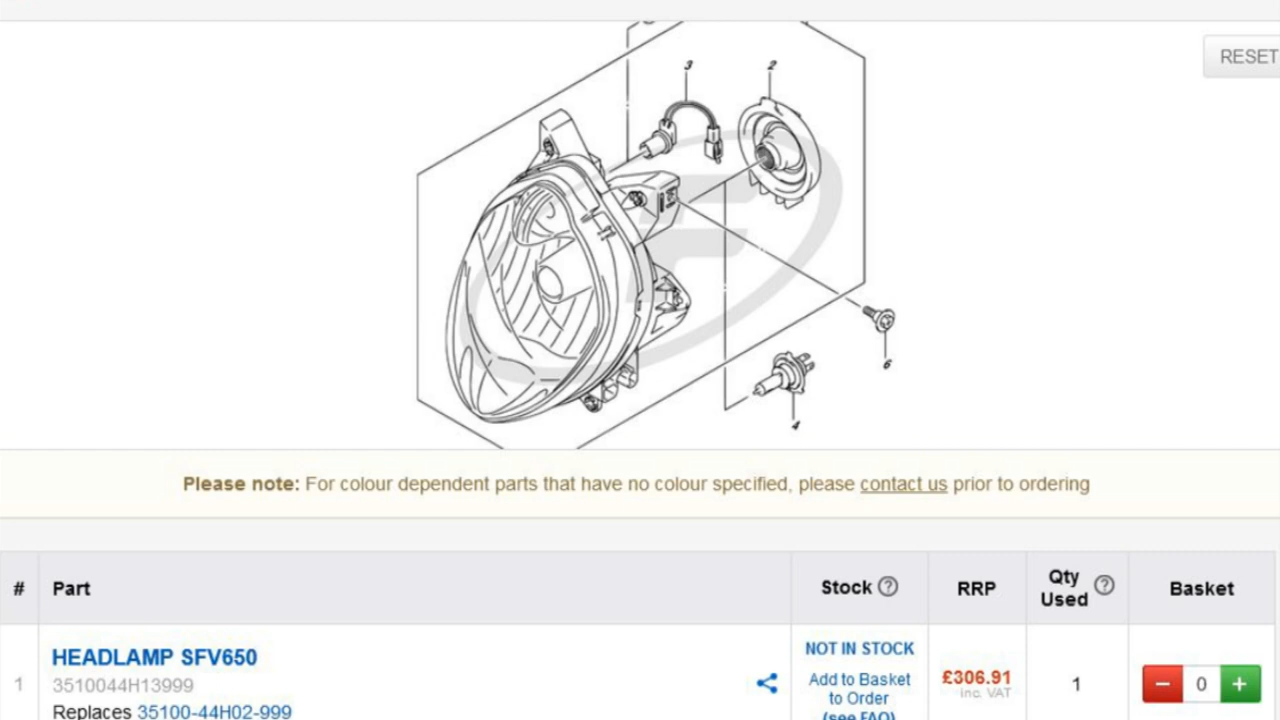 RESET
3
2
6
4
Please note: For colour dependent parts that have no colour specified, please contact us prior to ordering
# Part Stock ? RRP Qty Used ? Basket
HEADLAMP SFV650
1 3510044H13999
Replaces 35100-44H02-999
NOT IN STOCK
Add to Basket
to Order
(see FAQ)
£306.91
inc. VAT
1
− 0 +